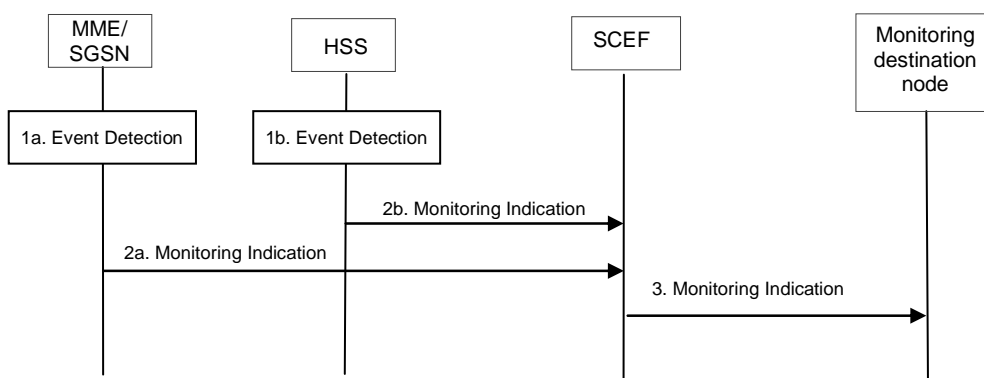 MME/
SGSN
HSS
SCEF
Monitoring
destination
node
1a. Event Detection
1b. Event Detection
2b. Monitoring Indication
2a. Monitoring Indication
3. Monitoring Indication